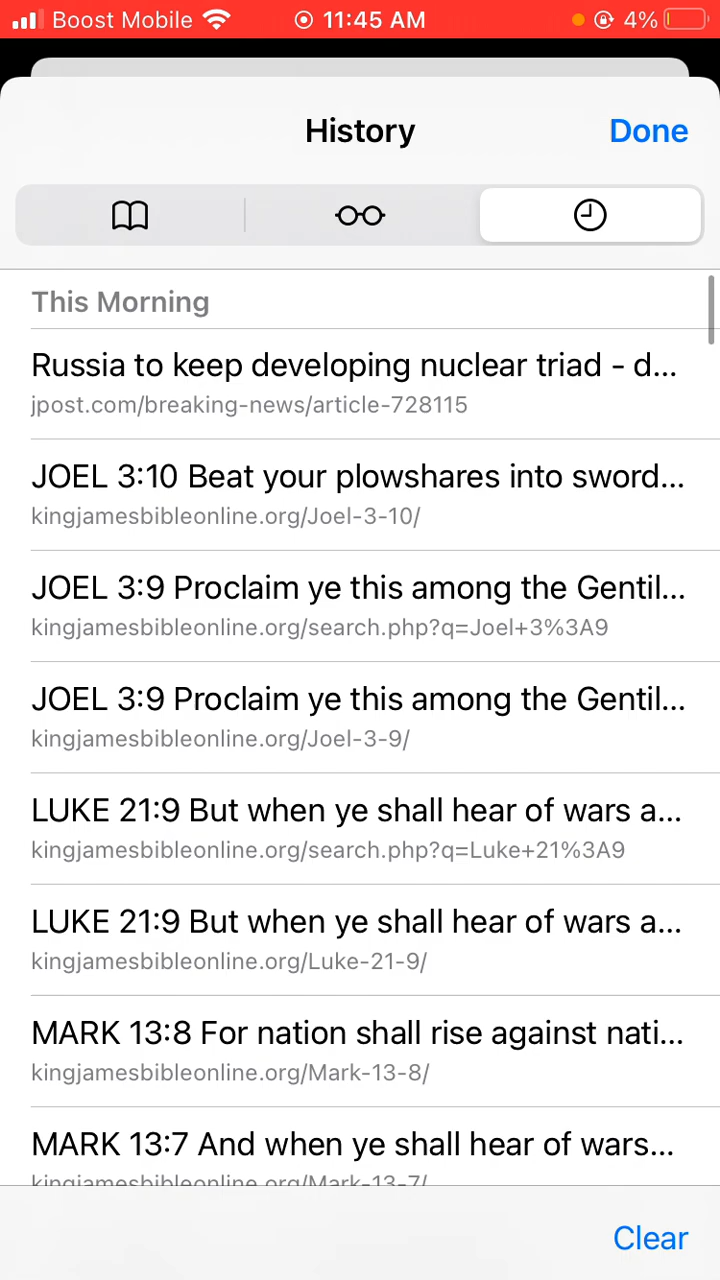 Boost Mobile 11:45 AM 4%
History Done
This Morning
Russia to keep developing nuclear triad - d...
jpost.com/breaking-news/article-728115
JOEL 3:10 Beat your plowshares into sword...
kingjamesbibleonline.org/Joel-3-10/
JOEL 3:9 Proclaim ye this among the Gentil...
kingjamesbibleonline.org/search.php?q=Joel+3%3A9
JOEL 3:9 Proclaim ye this among the Gentil...
kingjamesbibleonline.org/Joel-3-9/
LUKE 21:9 But when ye shall hear of wars a...
kingjamesbibleonline.org/search.php?q=Luke+21%3A9
LUKE 21:9 But when ye shall hear of wars a...
kingjamesbibleonline.org/Luke-21-9/
MARK 13:8 For nation shall rise against nati...
kingjamesbibleonline.org/Mark-13-8/
MARK 13:7 And when ye shall hear of wars...
kingjamesbibleonline.org/Mark-13-7/
Clear